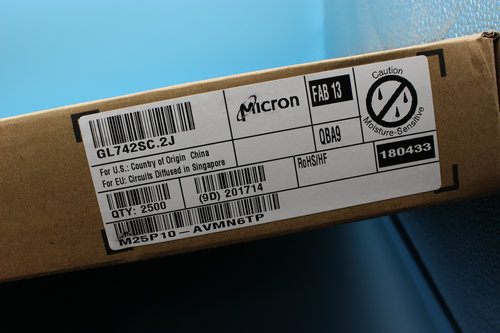 GL742SC.2J
Micron
FAB 13
Caution
Moisture-Sensitive
For U.S.: Country of Origin China
For EU: Circuits Diffused in Singapore
QBA9
180433
QTY: 2500
(9D) 201714
RoHS/HF
M25P10-AVMN6TP